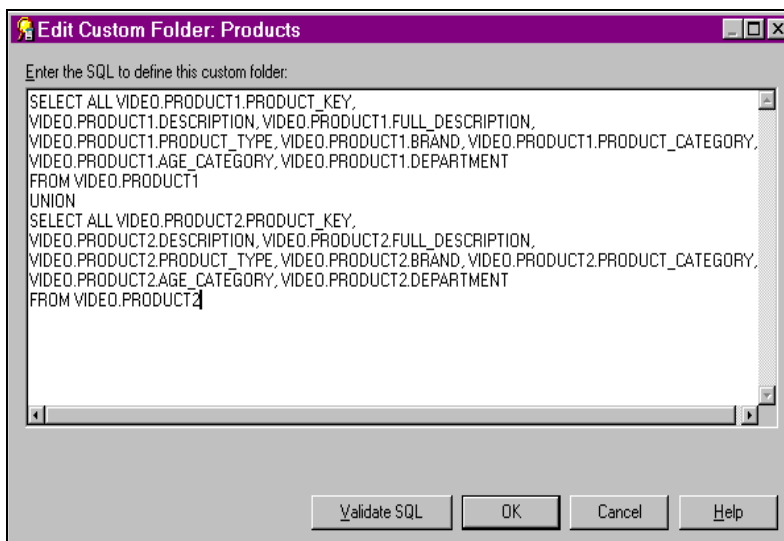 Edit Custom Folder: Products
Enter the SQL to define this custom folder:
SELECT ALL VIDEO.PRODUCT1.PRODUCT_KEY,
VIDEO.PRODUCT1.DESCRIPTION, VIDEO.PRODUCT1.FULL_DESCRIPTION,
VIDEO.PRODUCT1.PRODUCT_TYPE, VIDEO.PRODUCT1.BRAND, VIDEO.PRODUCT1.PRODUCT_CATEGORY,
VIDEO.PRODUCT1.AGE_CATEGORY, VIDEO.PRODUCT1.DEPARTMENT
FROM VIDEO.PRODUCT1
UNION
SELECT ALL VIDEO.PRODUCT2.PRODUCT_KEY,
VIDEO.PRODUCT2.DESCRIPTION, VIDEO.PRODUCT2.FULL_DESCRIPTION,
VIDEO.PRODUCT2.PRODUCT_TYPE, VIDEO.PRODUCT2.BRAND, VIDEO.PRODUCT2.PRODUCT_CATEGORY,
VIDEO.PRODUCT2.AGE_CATEGORY, VIDEO.PRODUCT2.DEPARTMENT
FROM VIDEO.PRODUCT2
Validate SQL OK Cancel Help